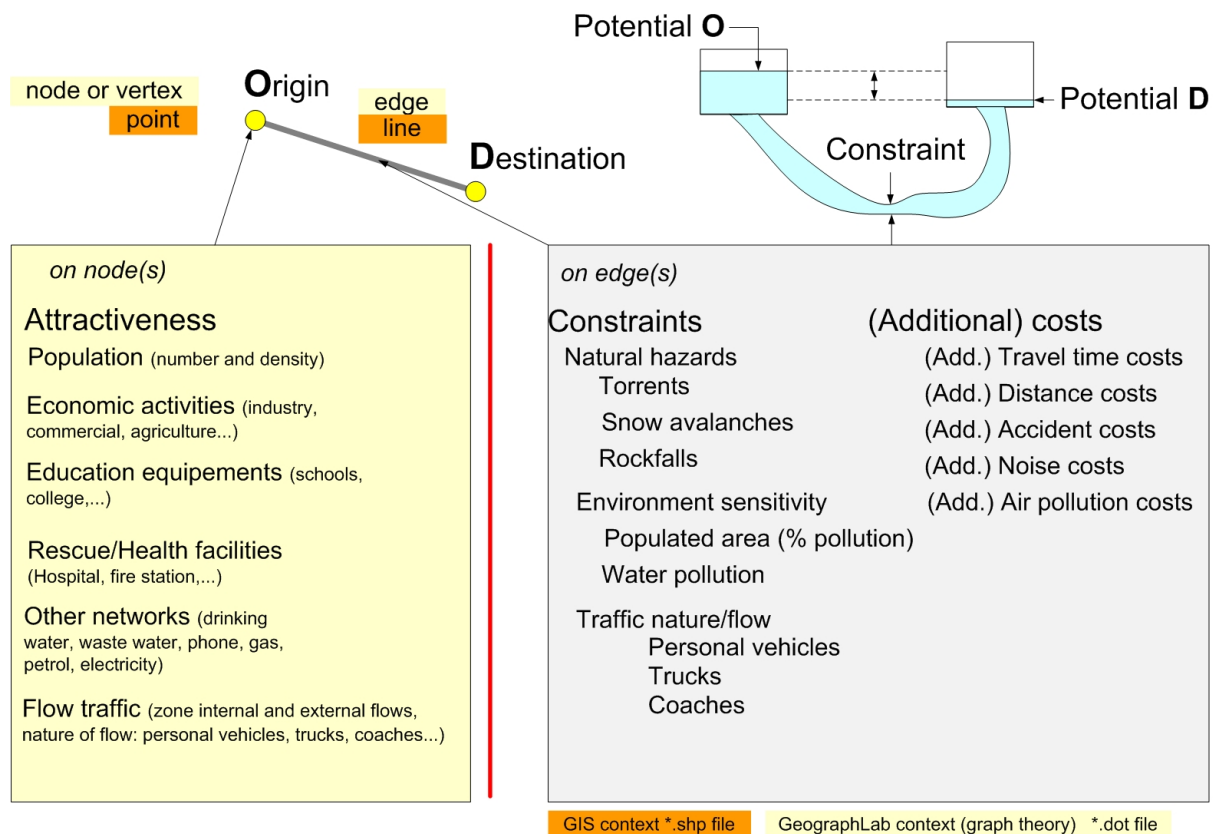 Potential O
Origin
node or vertex
point
edge
line
Destination
Potential D
Constraint
on node(s)
Attractiveness
Population (number and density)
Economic activities (industry,
commercial, agriculture...)
Education equipements (schools,
college,...)
Rescue/Health facilities
(Hospital, fire station,...)
Other networks (drinking
water, waste water, phone, gas,
petrol, electricity)
Flow traffic (zone internal and external flows,
nature of flow: personal vehicles, trucks, coaches...)
on edge(s)
Constraints
Natural hazards
Torrents
Snow avalanches
Rockfalls
Environment sensitivity
Populated area (% pollution)
Water pollution
Traffic nature/flow
Personal vehicles
Trucks
Coaches
(Additional) costs
(Add.) Travel time costs
(Add.) Distance costs
(Add.) Accident costs
(Add.) Noise costs
(Add.) Air pollution costs
GIS context *.shp file
GeographLab context (graph theory) *.dot file